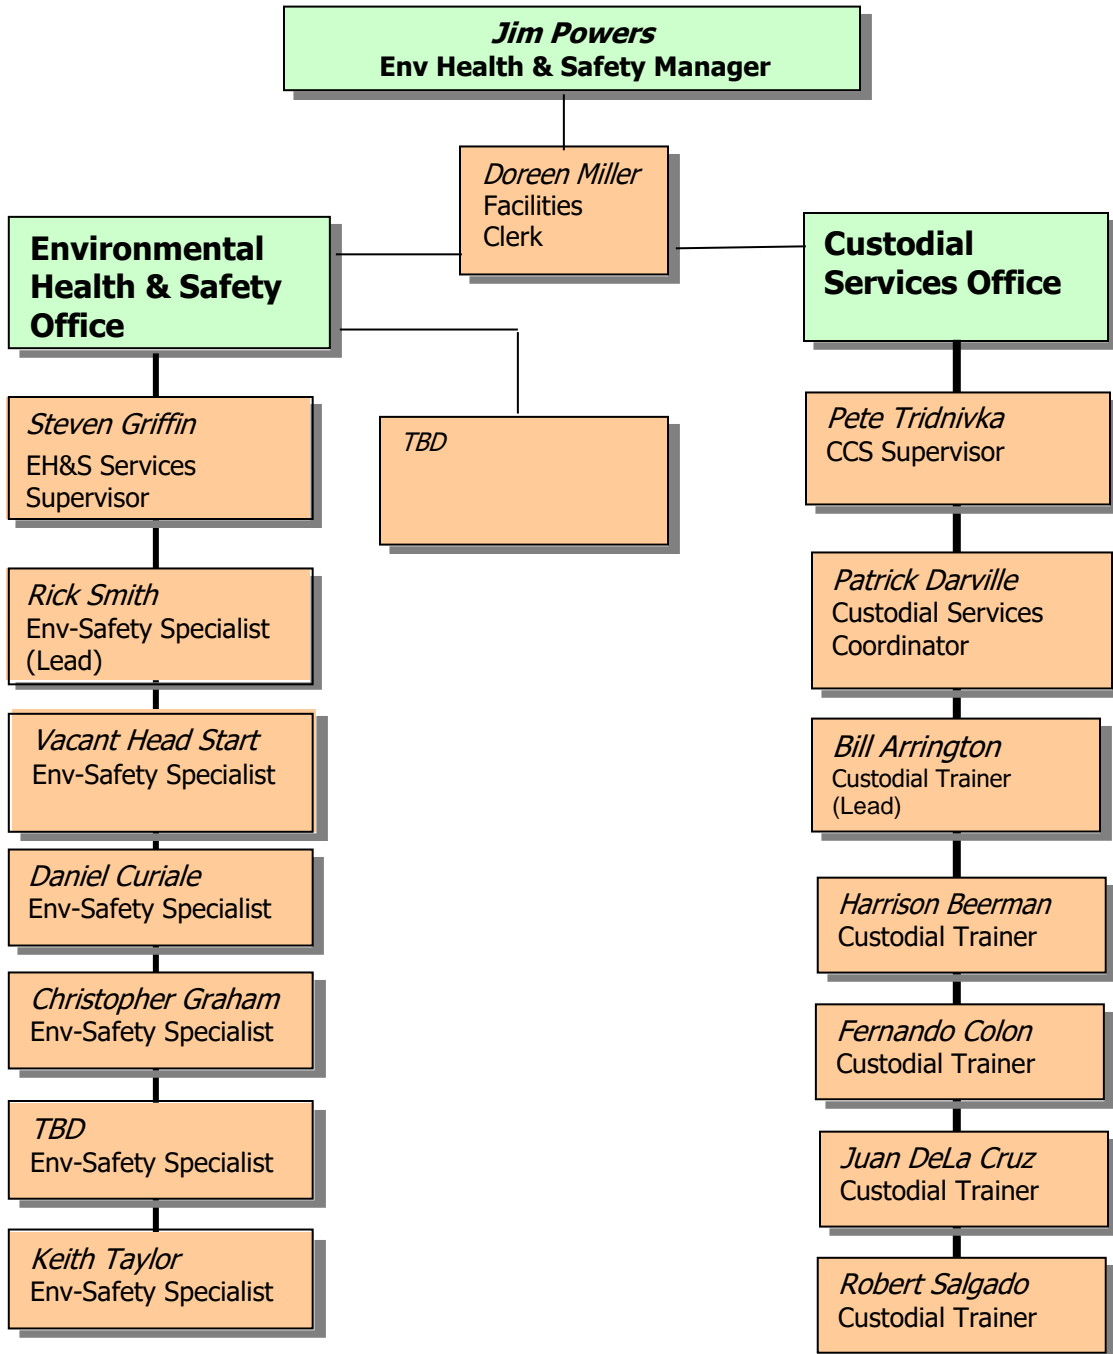 Jim Powers
Env Health & Safety Manager
Doreen Miller
Facilities
Clerk
Environmental
Health & Safety
Office
Steven Griffin
EH&S Services
Supervisor
TBD
Rick Smith
Env-Safety Specialist
(Lead)
Vacant Head Start
Env-Safety Specialist
Daniel Curiale
Env-Safety Specialist
Christopher Graham
Env-Safety Specialist
TBD
Env-Safety Specialist
Keith Taylor
Env-Safety Specialist
Custodial
Services Office
Pete Tridnivka
CCS Supervisor
Patrick Darville
Custodial Services
Coordinator
Bill Arrington
Custodial Trainer
(Lead)
Harrison Beerman
Custodial Trainer
Fernando Colon
Custodial Trainer
Juan DeLa Cruz
Custodial Trainer
Robert Salgado
Custodial Trainer